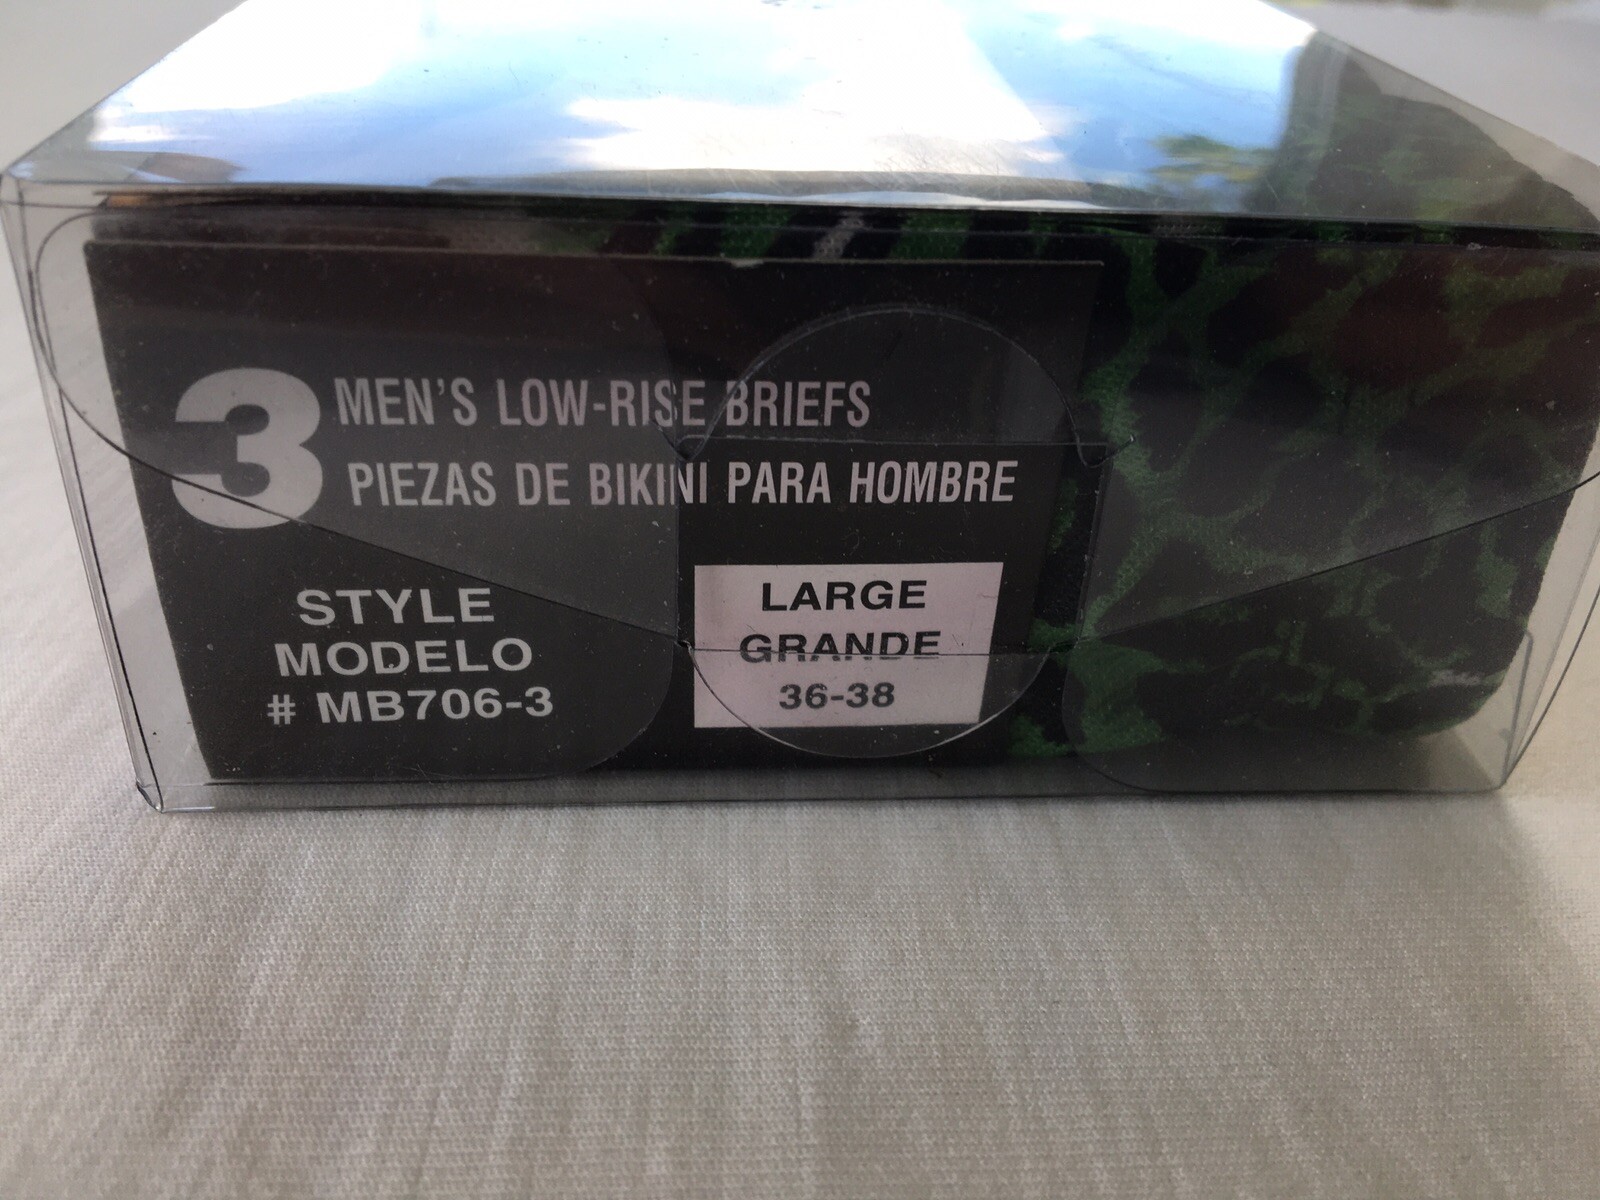 3 MEN'S LOW-RISE BRIEFS
PIEZAS DE BIKINI PARA HOMBRE
STYLE
MODELO
# MB706-3
LARGE
GRANDE
36-38